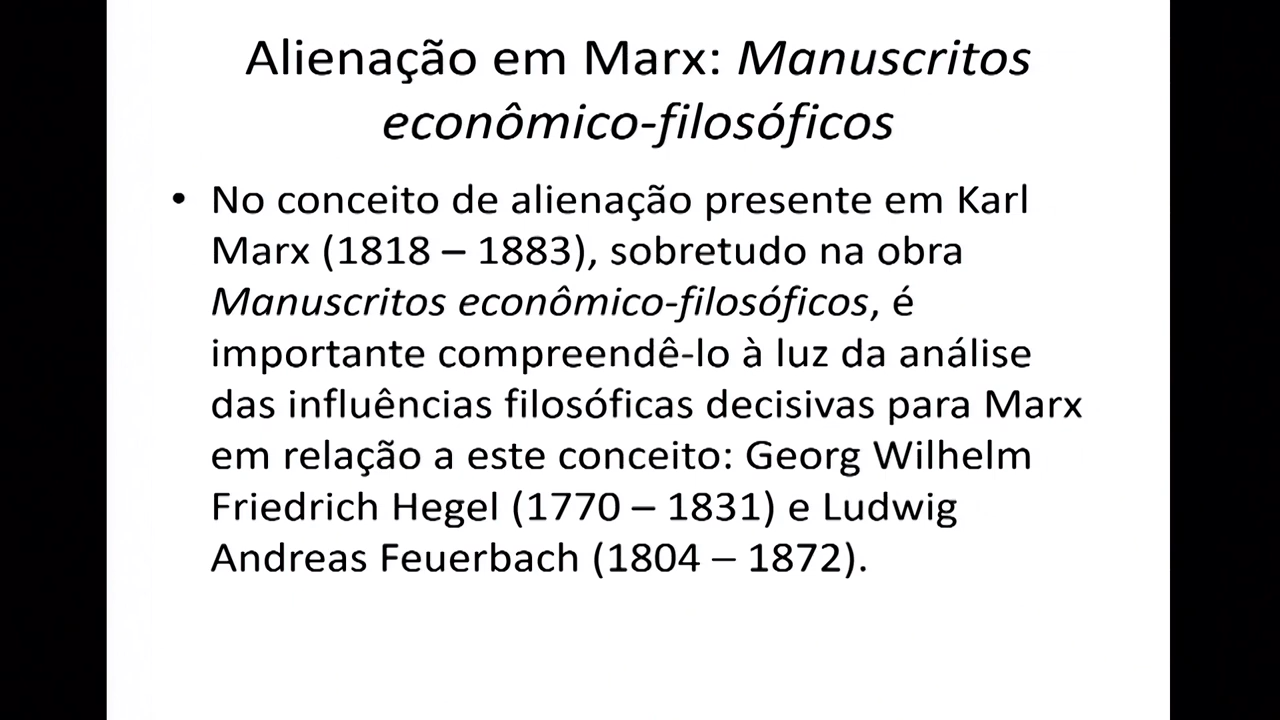 Alienação em Marx: Manuscritos
econômico-filosóficos
• No conceito de alienação presente em Karl
Marx (1818 – 1883), sobretudo na obra
Manuscritos econômico-filosóficos, é
importante compreendê-lo à luz da análise
das influências filosóficas decisivas para Marx
em relação a este conceito: Georg Wilhelm
Friedrich Hegel (1770 – 1831) e Ludwig
Andreas Feuerbach (1804 – 1872).